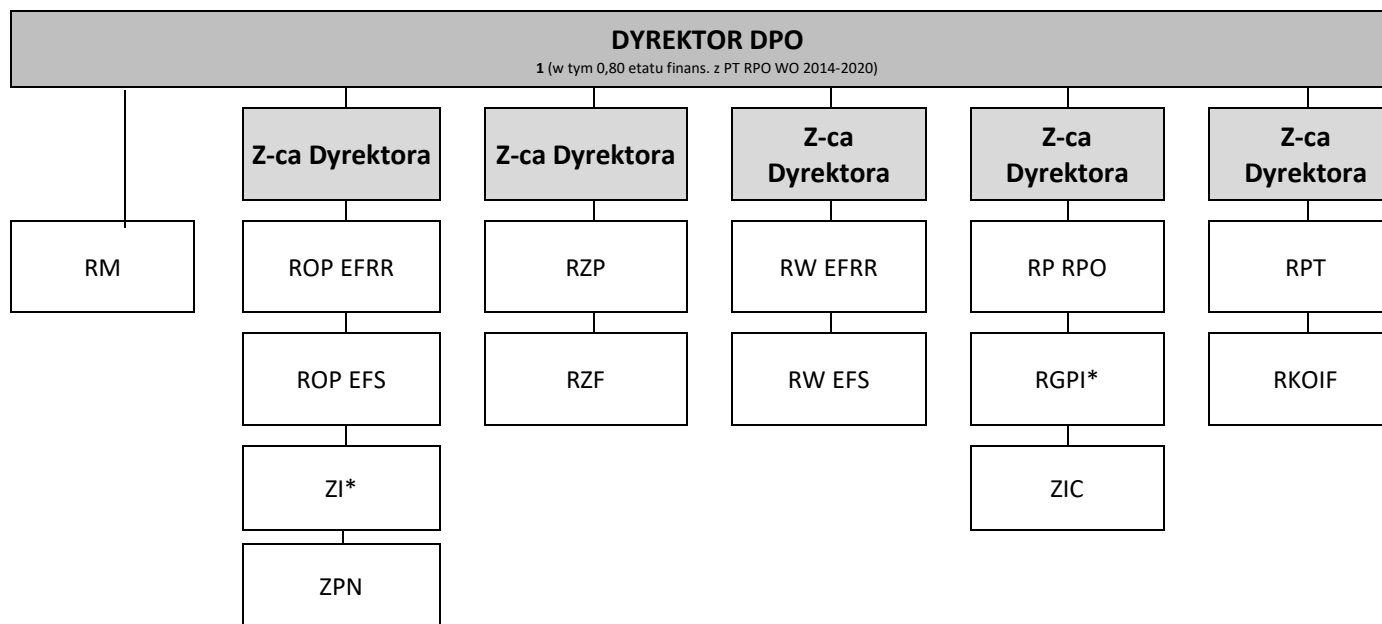 DYREKTOR DPO
1 (w tym 0,80 etatu finans. z PT RPO WO 2014-2020)
Z-ca Dyrektora
Z-ca Dyrektora
Z-ca
Dyrektora
Z-ca
Dyrektora
Z-ca
Dyrektora
RM
ROP EFRR
RZP
RW EFRR
RP RPO
RPT
ROP EFS
RZF
RW EFS
RGPI*
RKOIF
ZI*
ZIC
ZPN